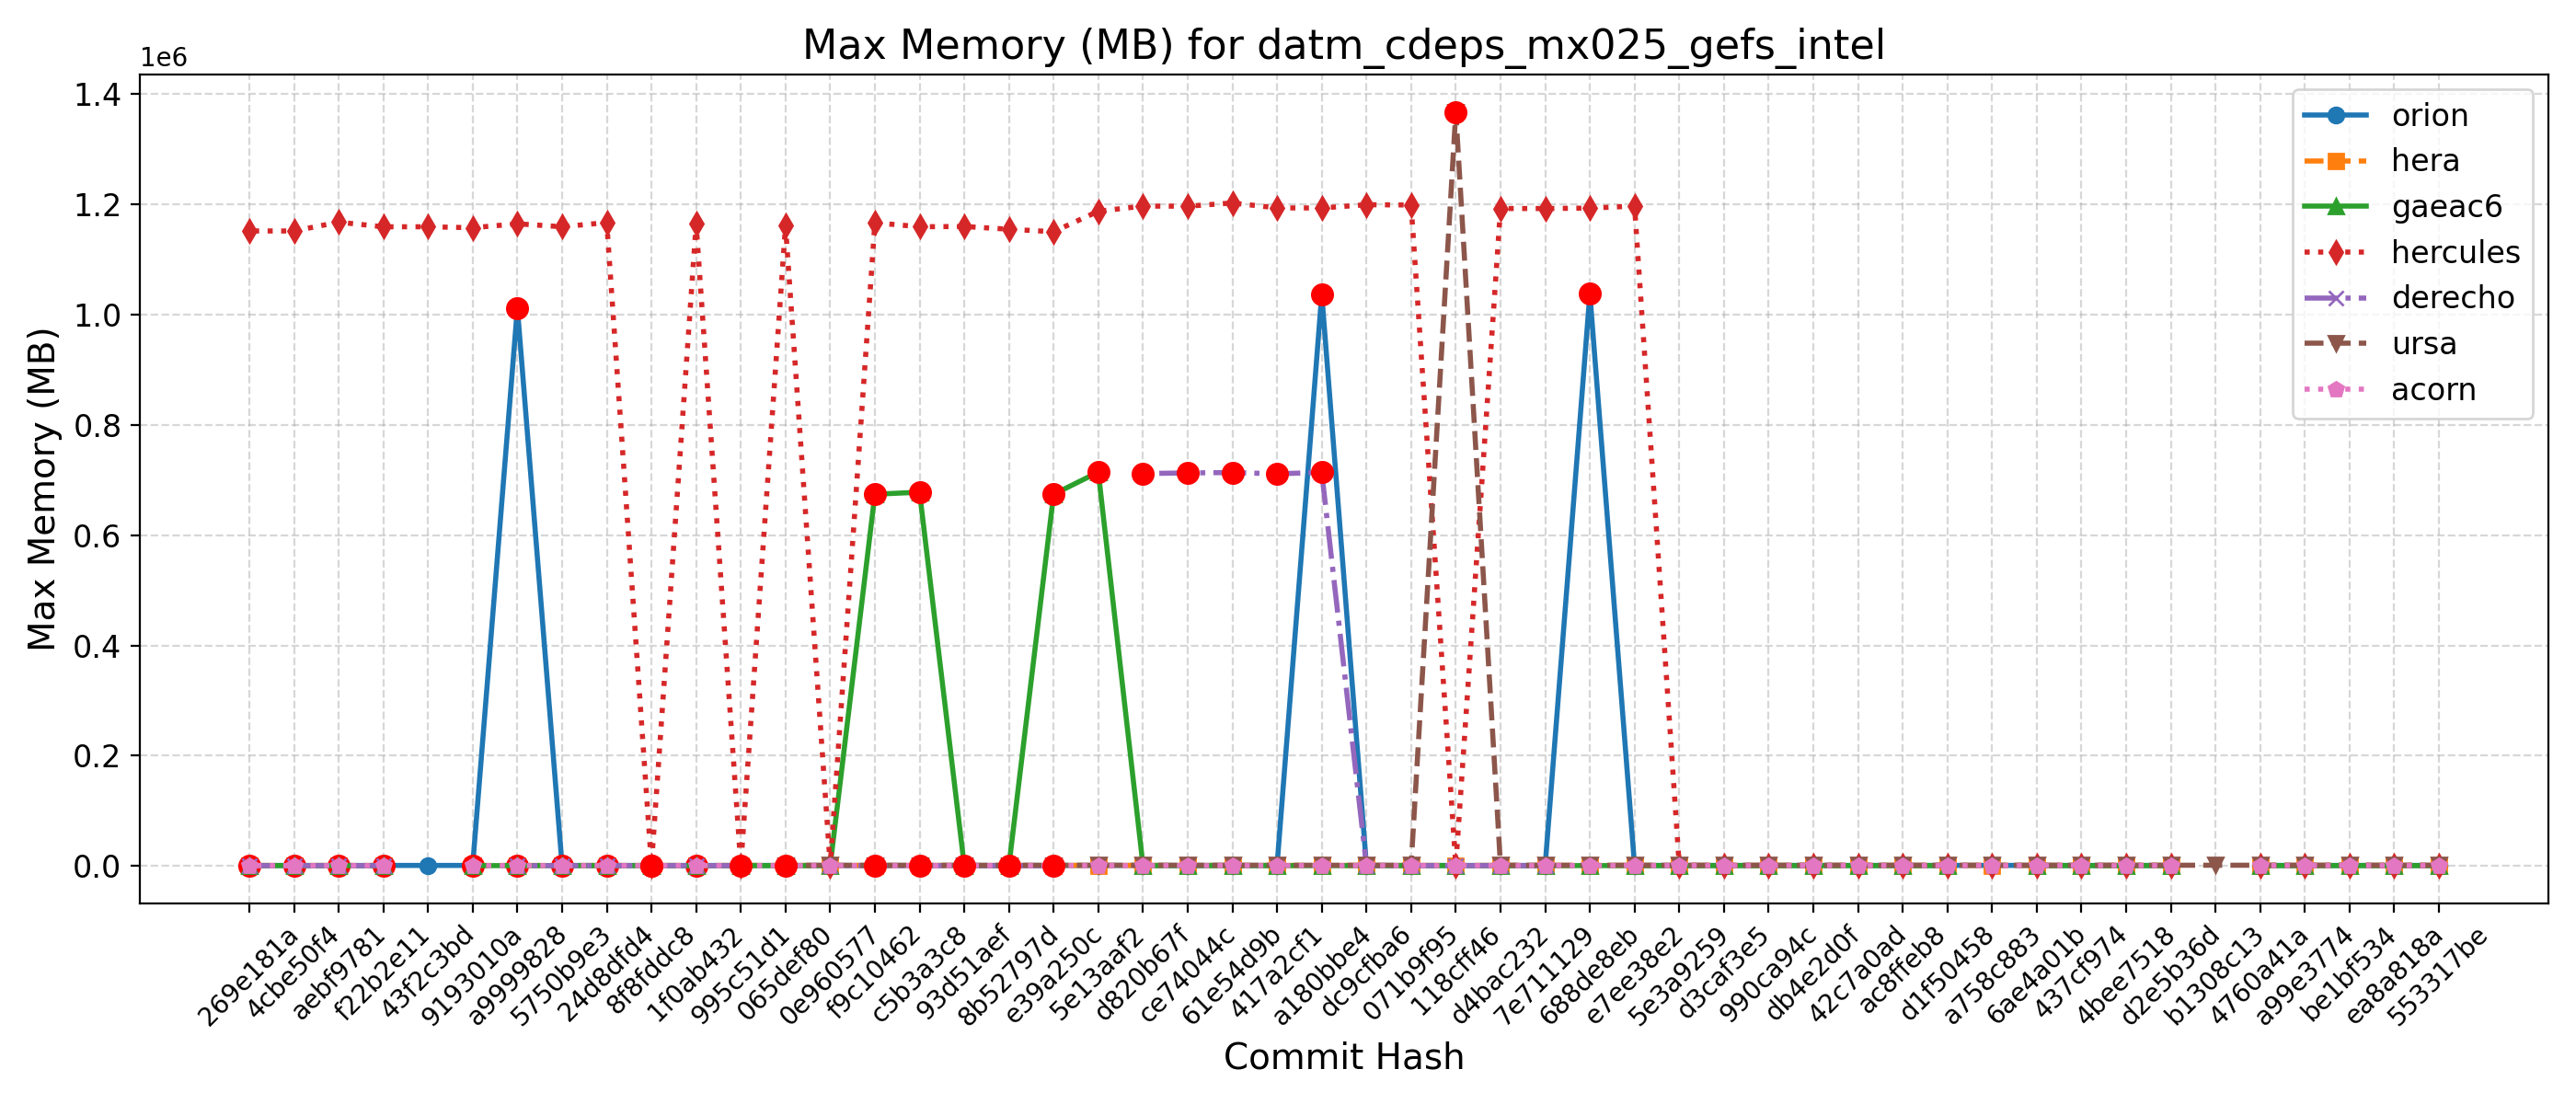 Max Memory (MB) for datm_cdeps_mx025_gefs_intel
1e6
1.4
1.2
1.0
0.8
0.6
0.4
0.2
0.0
Max Memory (MB)
orion
hera
gaeac6
hercules
derecho
ursa
acorn
269e181a
4cbe50f4
aebf9781
f22b2e11
43f2c3bd
9193010a
a9999828
5750b9e3
24d8dfd4
8f8fddc8
1f0ab432
995c51d1
065def80
0e960577
f9c10462
c5b3a3c8
93d51aef
8b52797d
e39a250c
5e13aaf2
d820b67f
ce74044c
61e54d9b
417a2cf1
a180bbe4
dc9cfba6
071b9f95
118cff46
d4bac232
7e711129
688de8eb
e7ee38e2
5e3a9259
d3caf3e5
990ca94c
db4e2d0f
42c7a0ad
ac8ffeb8
d1f50458
a758c883
6ae4a01b
437cf974
4bee7518
d2e5b36d
b1308c13
4760a41a
a99e3774
be1bf534
ea8a818a
553317be
Commit Hash